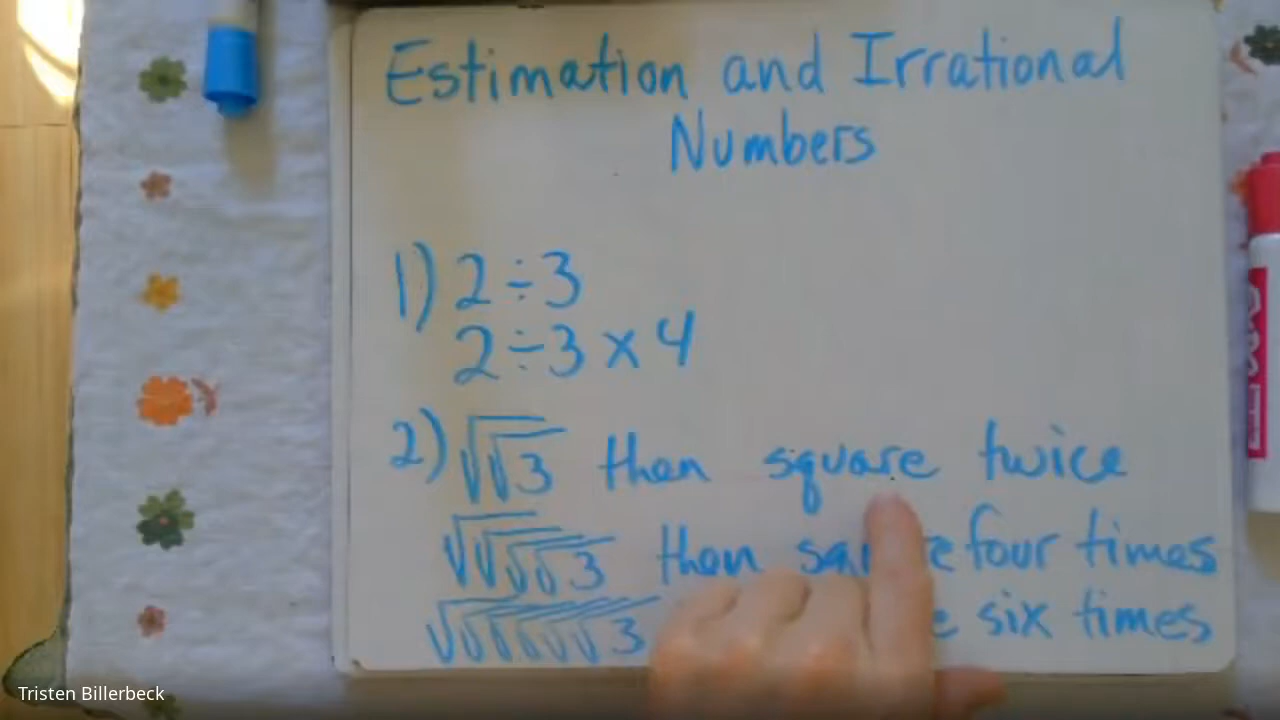 Estimation and Irrational
Numbers
1) 2÷3
2÷3 x 4
2) √√3 then square twice
√√√√3 then four times
√√√√√√3 six times
Tristen Billerbeck